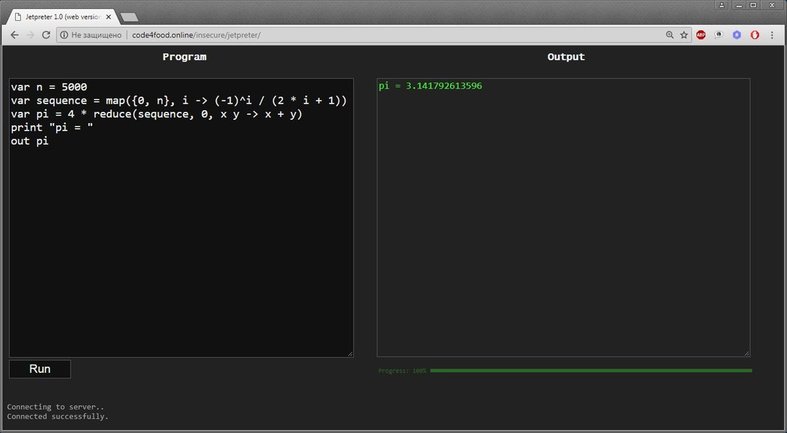 Jetpreter 1.0 (web version
Не защищено
code4food.online/insecure/jetpreter/
ABP
Program
Output
var n = 5000
var sequence = map({0, n}, i -> (-1)^i / (2 * i + 1))
var pi = 4 * reduce(sequence, 0, x y -> x + y)
print "pi = "
out pi
pi = 3.141792613596
Run
Progress: 100%
Connecting to server..
Connected successfully.